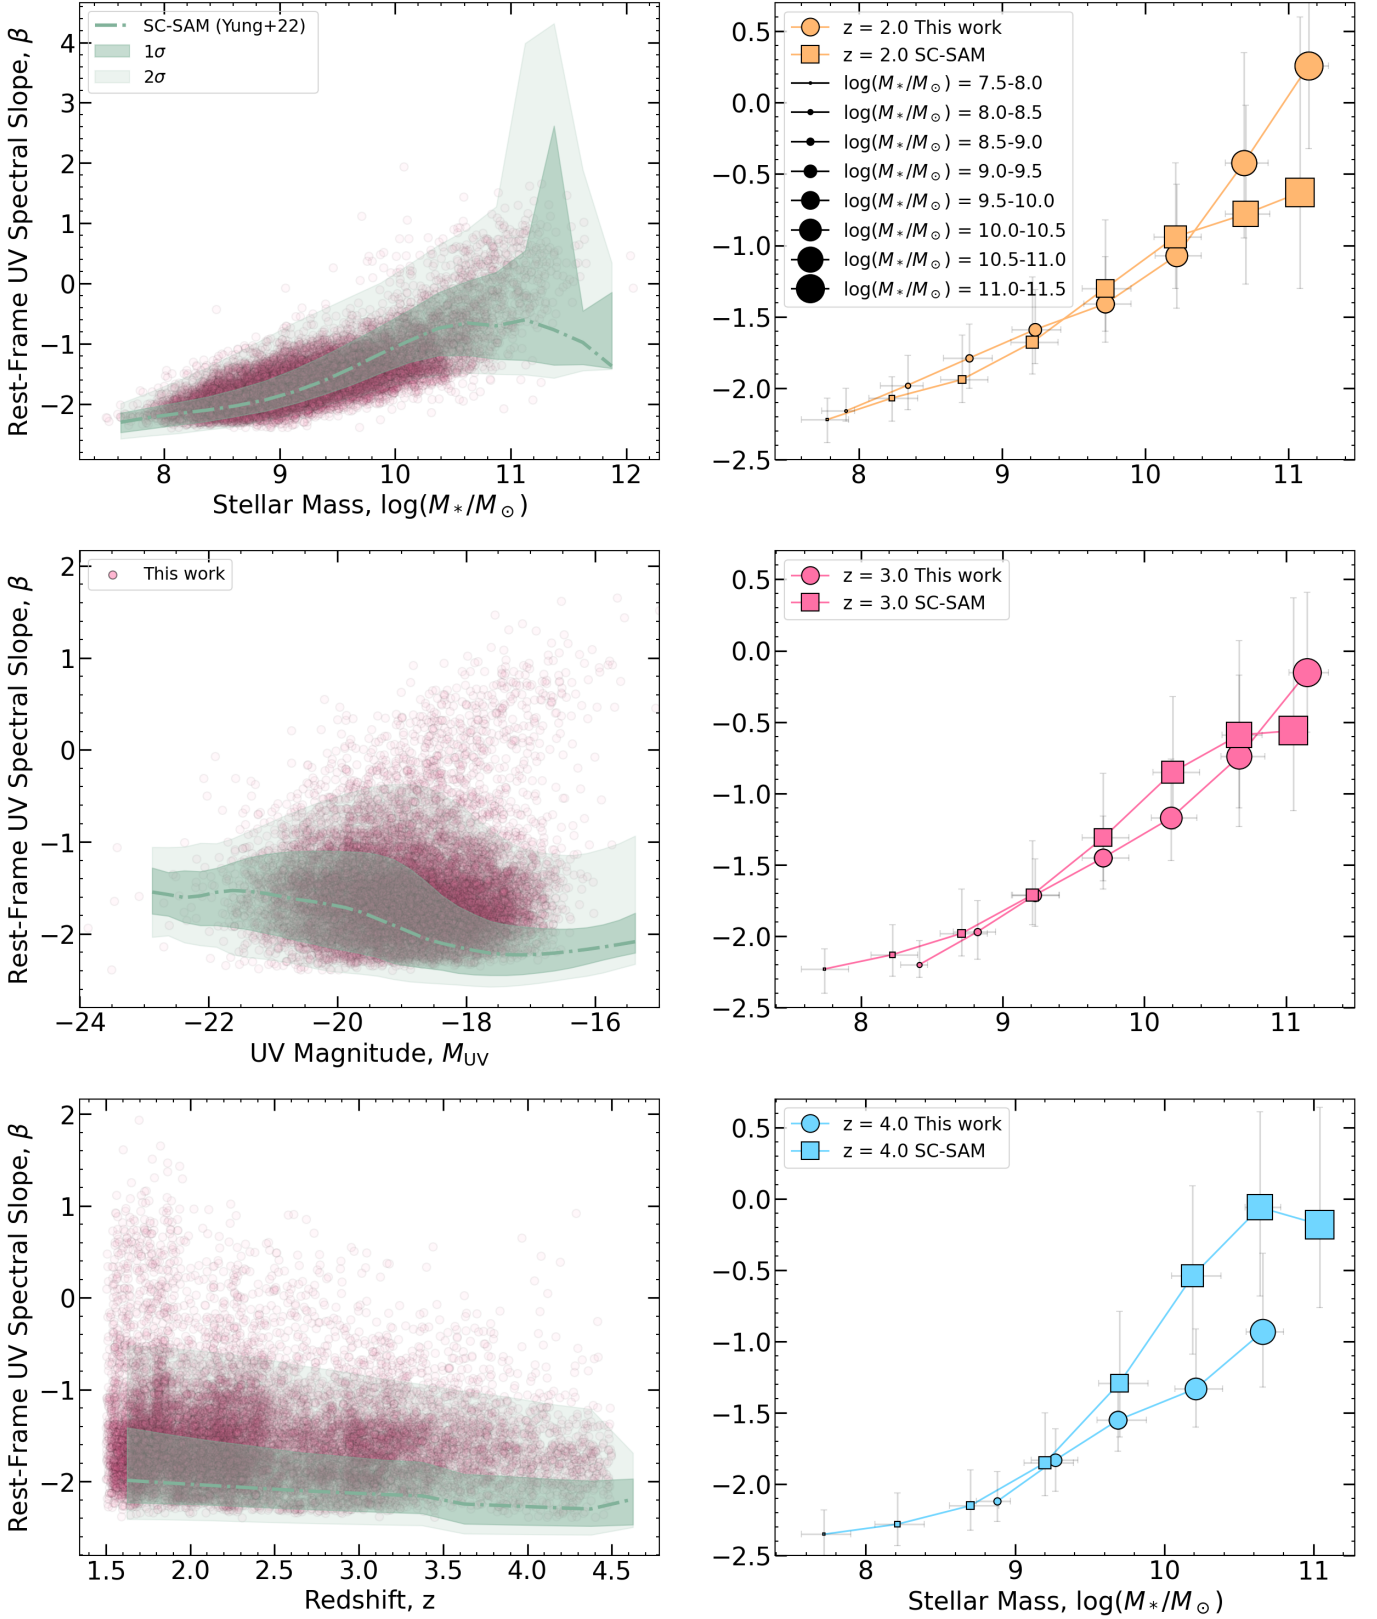 SC-SAM (Yung+22)
1σ
2σ
Rest-Frame UV Spectral Slope, β
4
3
2
1
0
−1
−2
8 9 10 11 12
Stellar Mass, log(M∗/M⊙)
z = 2.0 This work
z = 2.0 SC-SAM
log(M∗/M⊙) = 7.5-8.0
log(M∗/M⊙) = 8.0-8.5
log(M∗/M⊙) = 8.5-9.0
log(M∗/M⊙) = 9.0-9.5
log(M∗/M⊙) = 9.5-10.0
log(M∗/M⊙) = 10.0-10.5
log(M∗/M⊙) = 10.5-11.0
log(M∗/M⊙) = 11.0-11.5
0.5
0.0
−0.5
−1.0
−1.5
−2.0
−2.5
8 9 10 11
This work
Rest-Frame UV Spectral Slope, β
2
1
0
−1
−2
−24 −22 −20 −18 −16
UV Magnitude, MUV
z = 3.0 This work
z = 3.0 SC-SAM
0.5
0.0
−0.5
−1.0
−1.5
−2.0
−2.5
8 9 10 11
Rest-Frame UV Spectral Slope, β
2
1
0
−1
−2
1.5 2.0 2.5 3.0 3.5 4.0 4.5
Redshift, z
z = 4.0 This work
z = 4.0 SC-SAM
0.5
0.0
−0.5
−1.0
−1.5
−2.0
−2.5
8 9 10 11
Stellar Mass, log(M∗/M⊙)